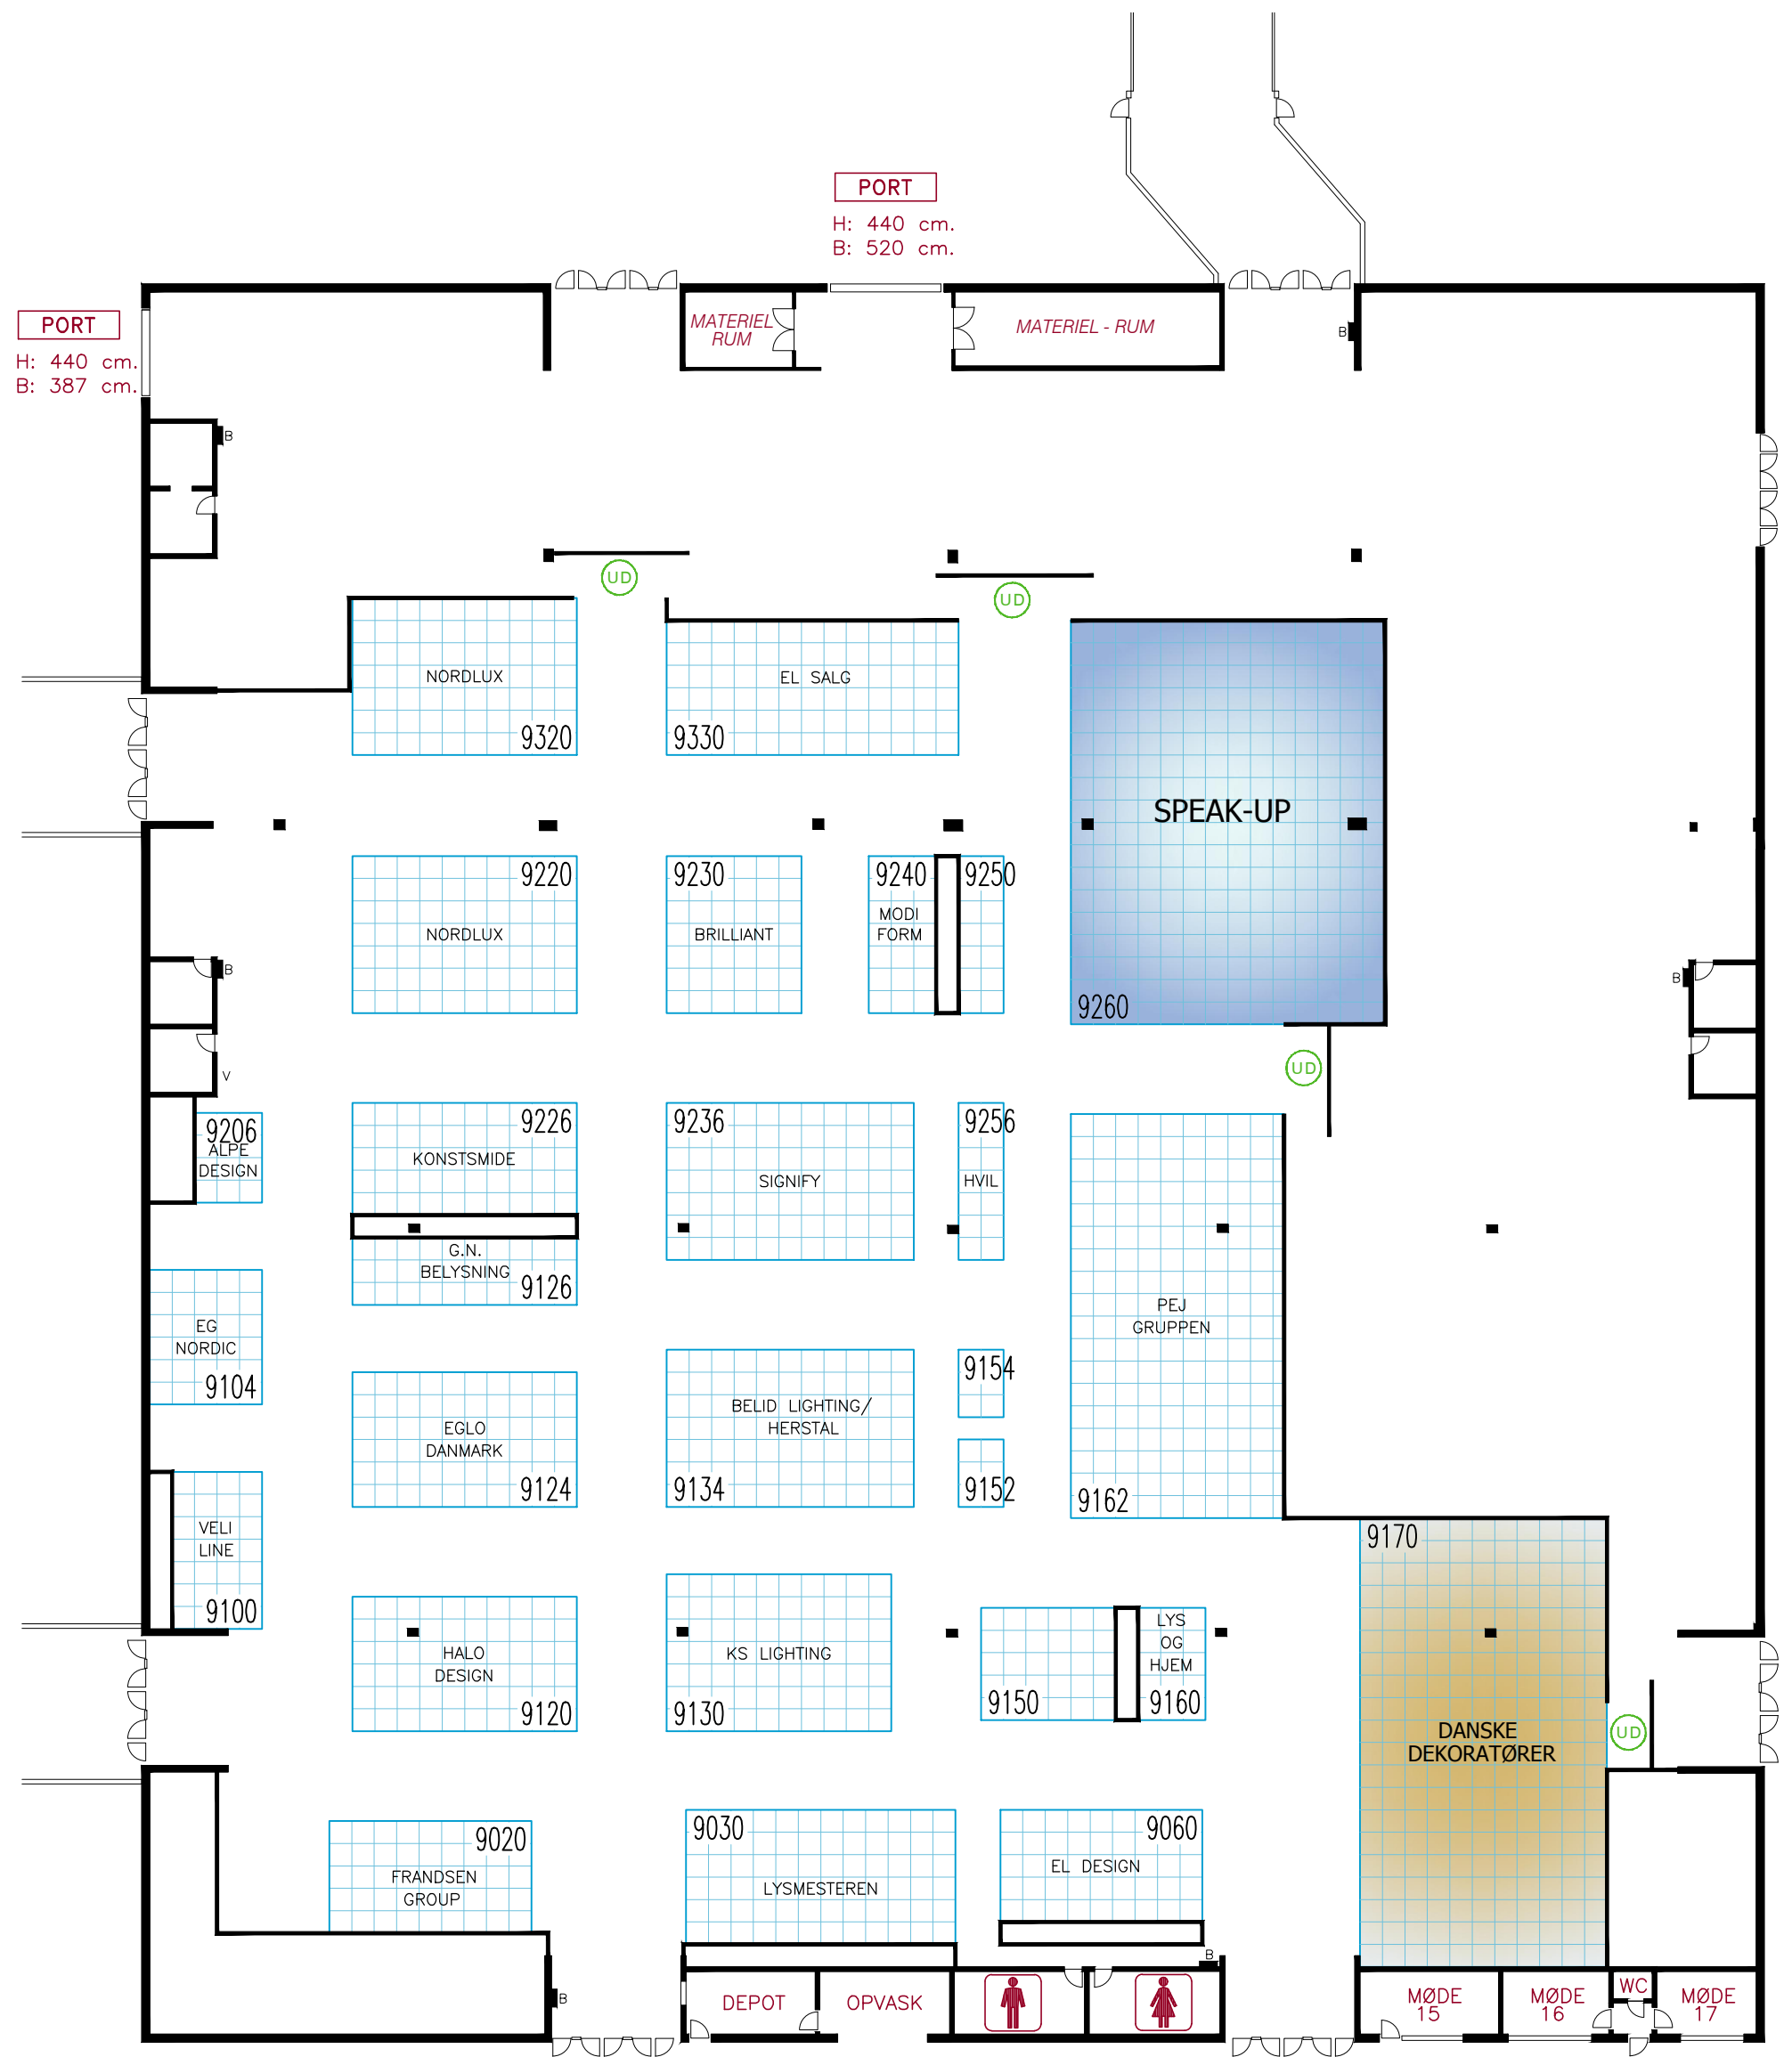 PORT
H: 440 cm.
B: 520 cm.
PORT
H: 440 cm.
B: 387 cm.
MATERIEL
RUM
MATERIEL - RUM
B
B
UD
UD
NORDLUX
9320
EL SALG
9330
SPEAK-UP
9260
9220
NORDLUX
9230
BRILLIANT
9240
MODI
FORM
9250
B
B
V
UD
9206
ALPE
DESIGN
9226
KONSTSMIDE
9236
SIGNIFY
9256
HVIL
G.N.
BELYSNING
9126
EG
NORDIC
9104
PEJ
GRUPPEN
9162
EGLO
DANMARK
9124
BELID LIGHTING/
HERSTAL
9134
9154
9152
VELI
LINE
9100
9170
DANSKE
DEKORATØRER
HALO
DESIGN
9120
KS LIGHTING
9130
9150
LYS
OG
HJEM
9160
UD
9020
FRANDSEN
GROUP
9030
LYSMESTEREN
9060
EL DESIGN
B
B
DEPOT
OPVASK
MØDE
15
MØDE
16
WC
MØDE
17